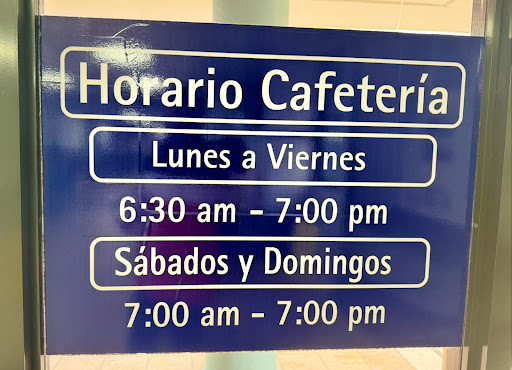 Horario Cafetería
Lunes a Viernes
6:30 am - 7:00 pm
Sábados y Domingos
7:00 am - 7:00 pm